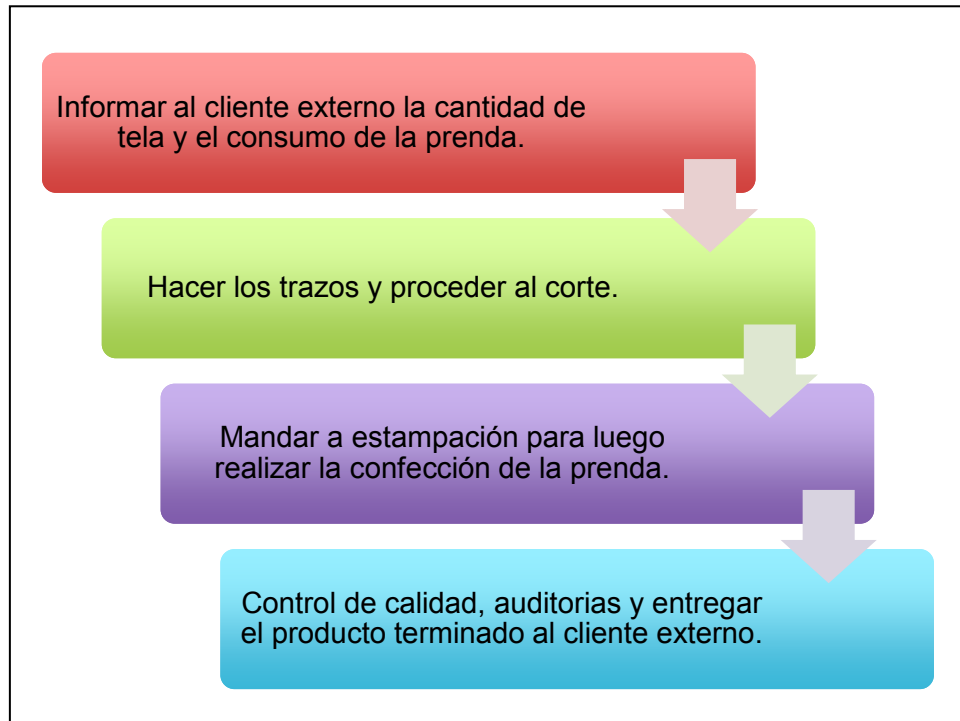 Informar al cliente externo la cantidad de
tela y el consumo de la prenda.
Hacer los trazos y proceder al corte.
Mandar a estampación para luego
realizar la confección de la prenda.
Control de calidad, auditorias y entregar
el producto terminado al cliente externo.